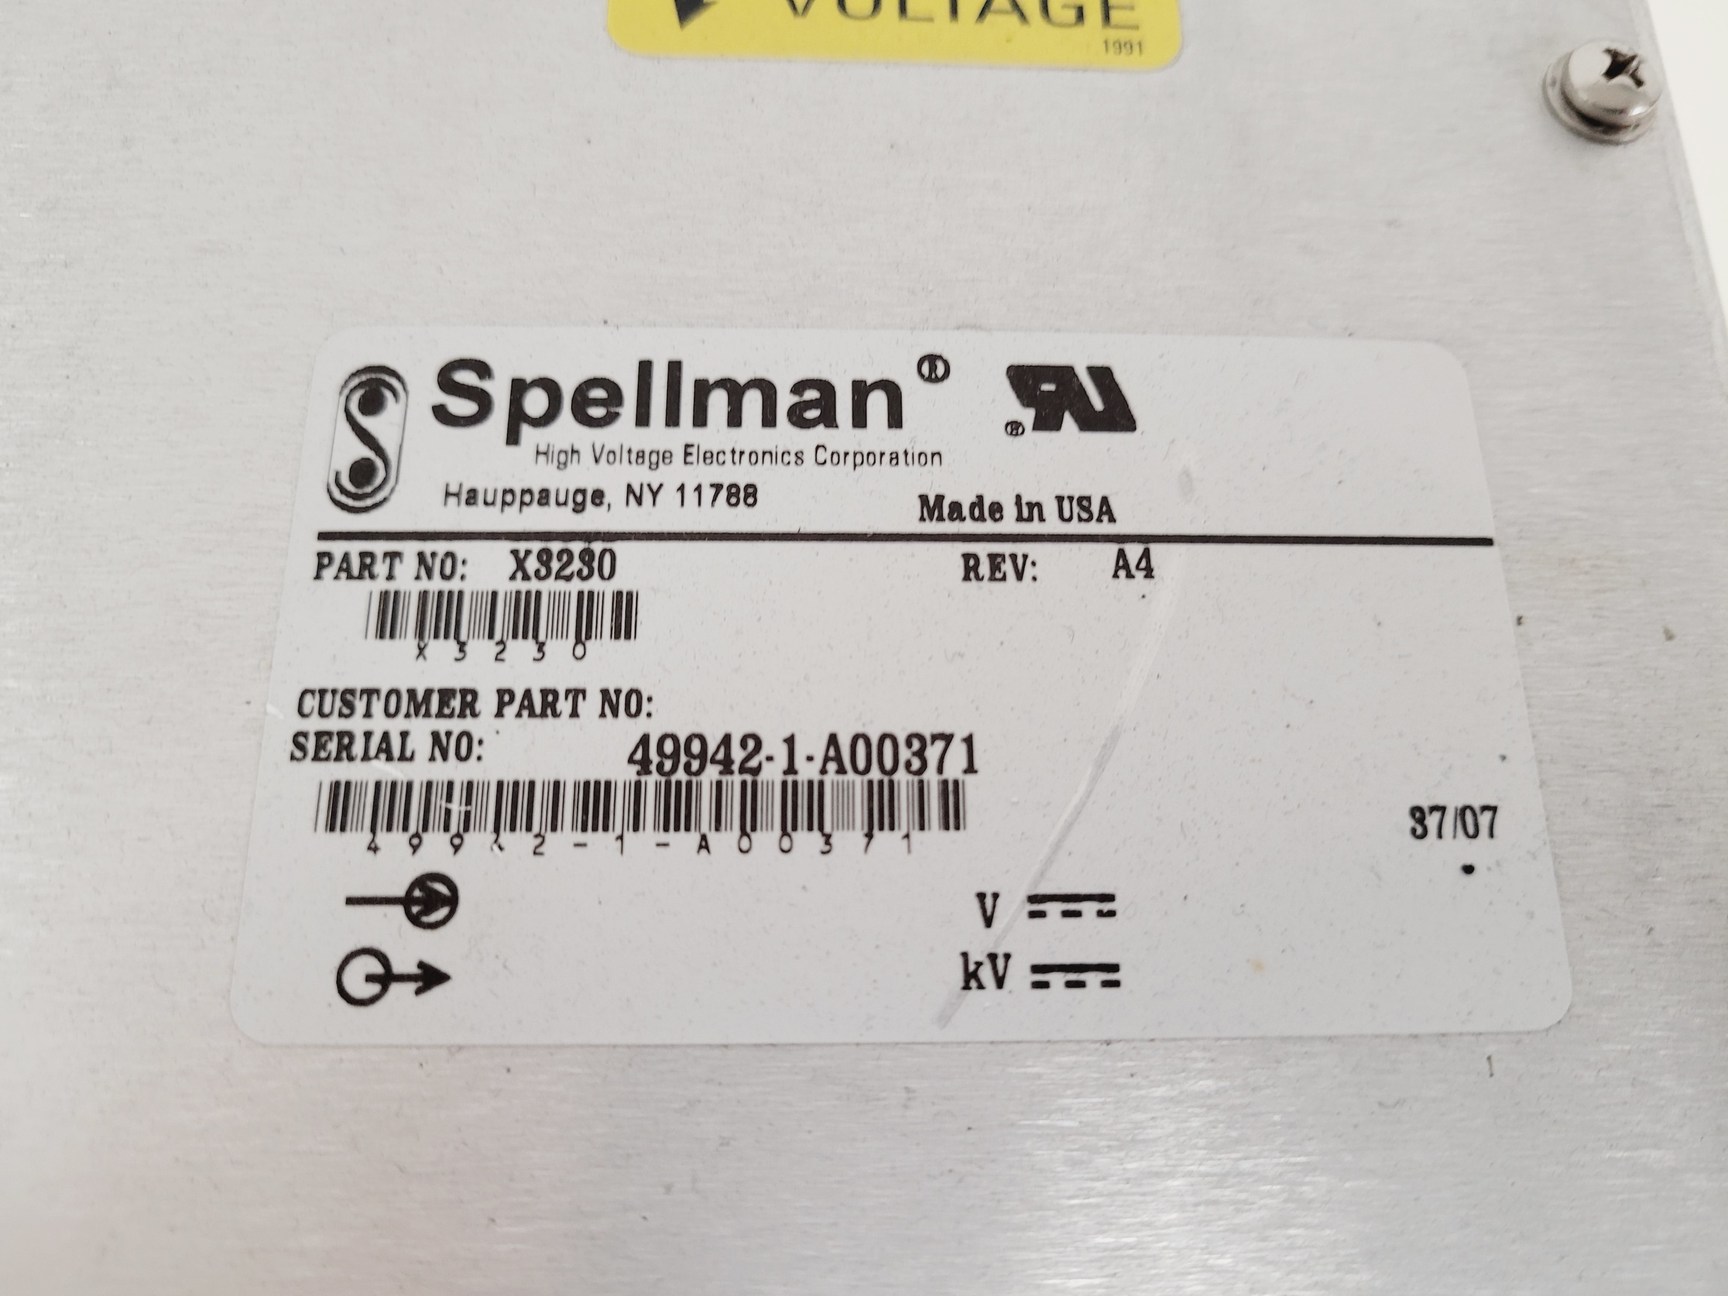 VOLTAGE
1991
Spellman®
High Voltage Electronics Corporation
Hauppauge, NY 11788
Made in USA
PART NO: X3230 REV: A4
X3230
CUSTOMER PART NO:
SERIAL NO: 49942-1-A00371
49942-1-A00371
37/07
V
kV